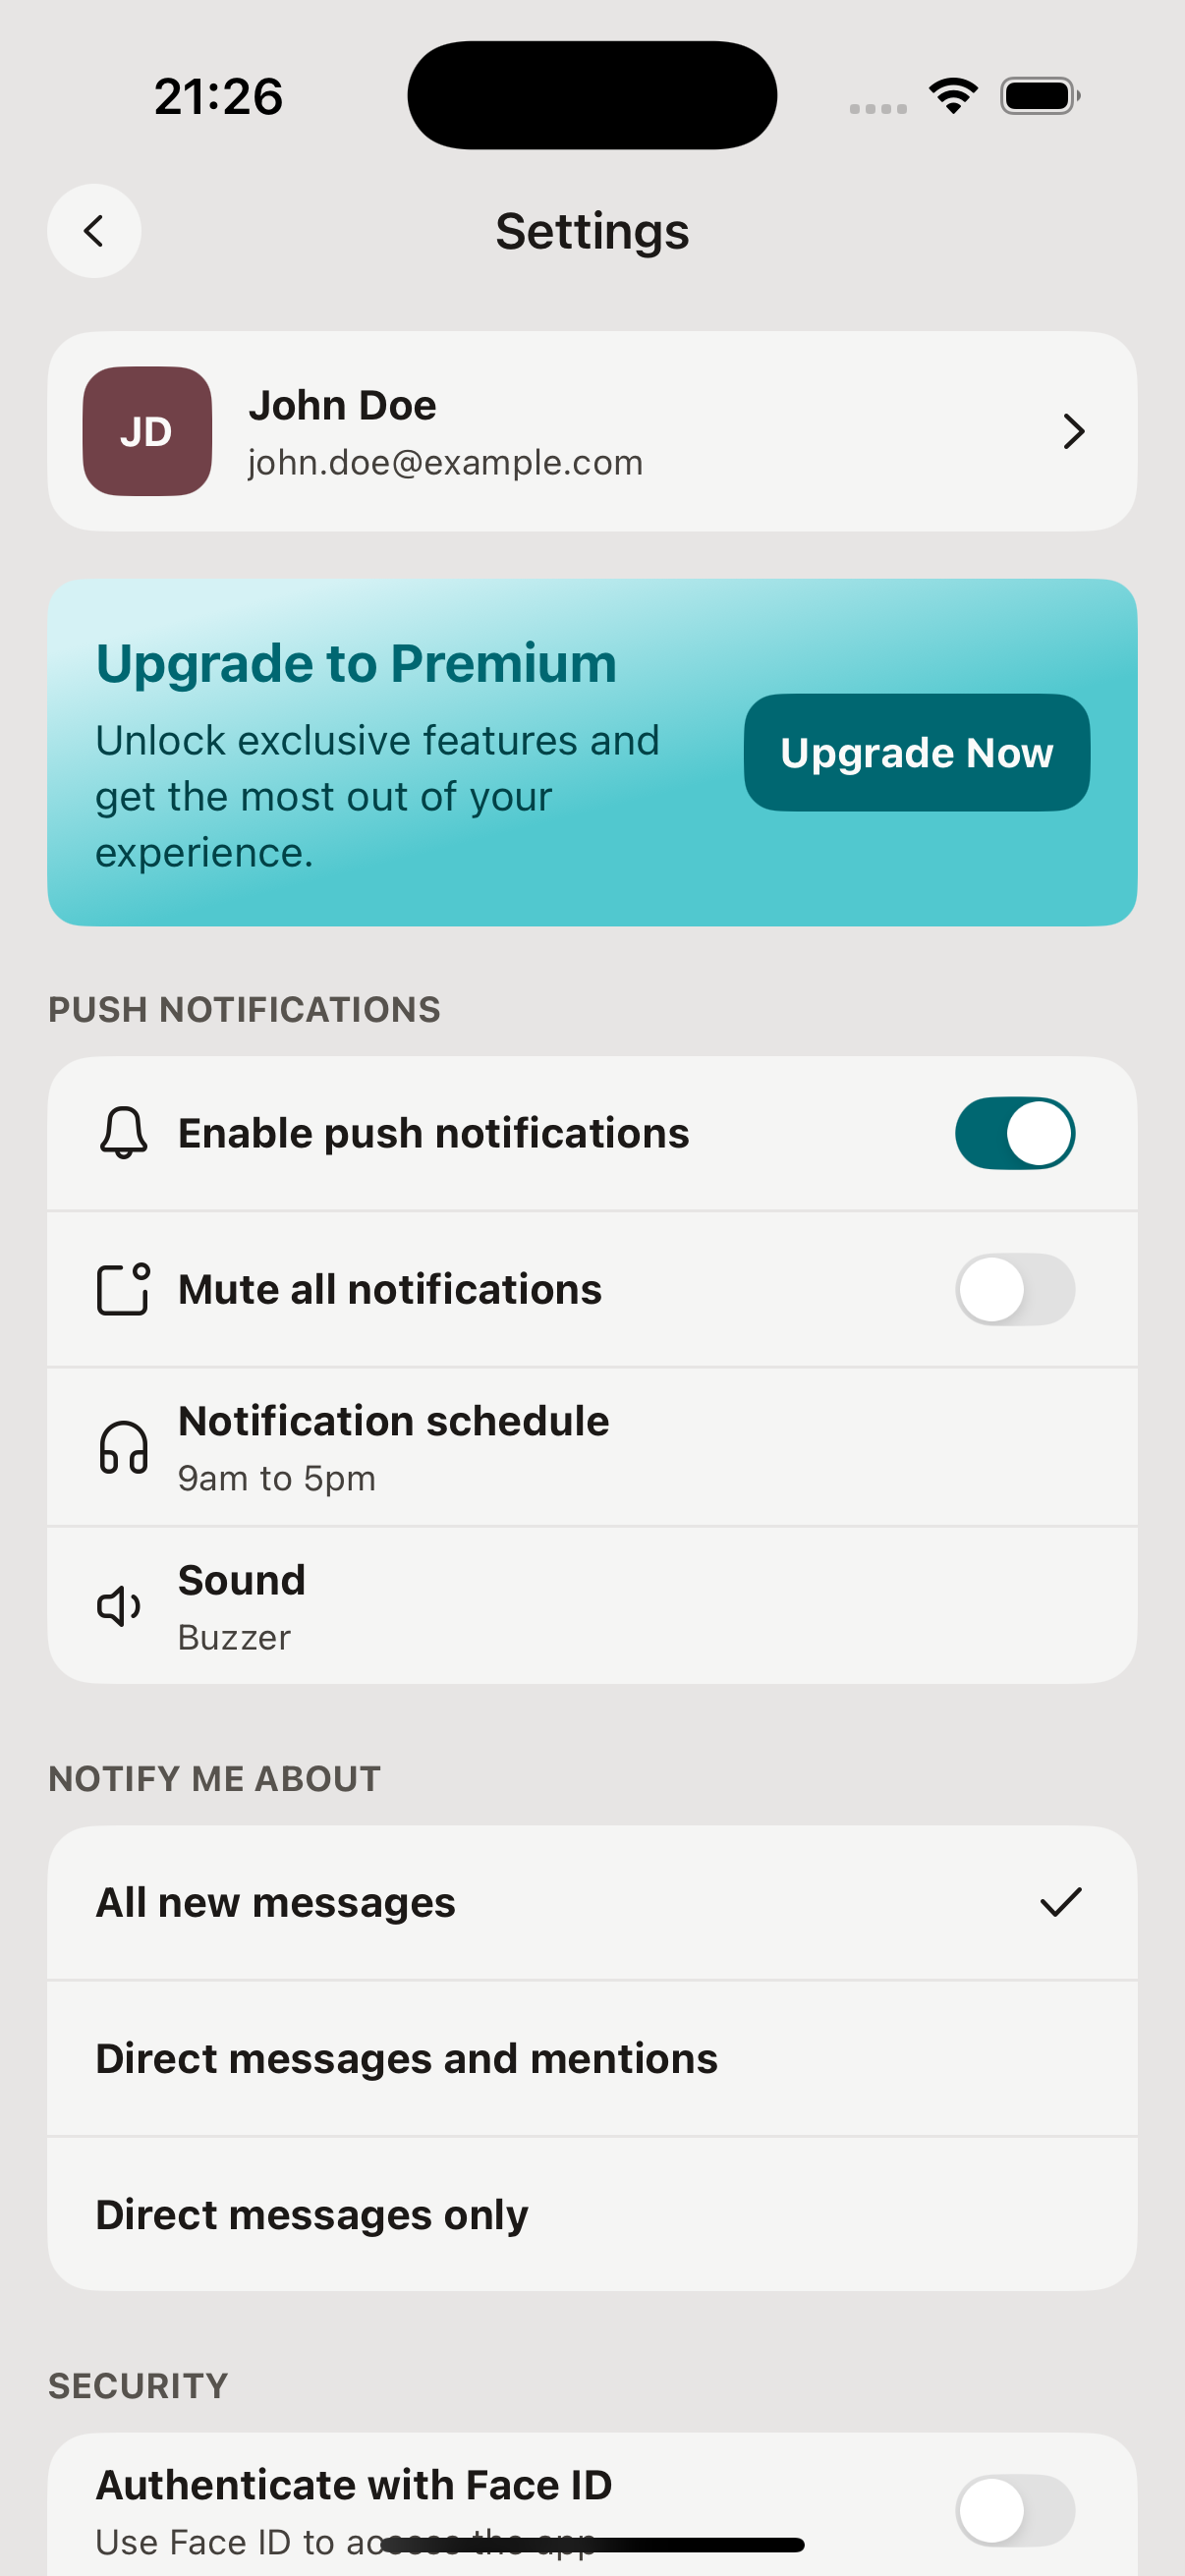 21:26
Settings
JD
John Doe
john.doe@example.com
Upgrade to Premium
Unlock exclusive features and
get the most out of your
experience.
Upgrade Now
PUSH NOTIFICATIONS
Enable push notifications
Mute all notifications
Notification schedule
9am to 5pm
Sound
Buzzer
NOTIFY ME ABOUT
All new messages
Direct messages and mentions
Direct messages only
SECURITY
Authenticate with Face ID
Use Face ID to access the app